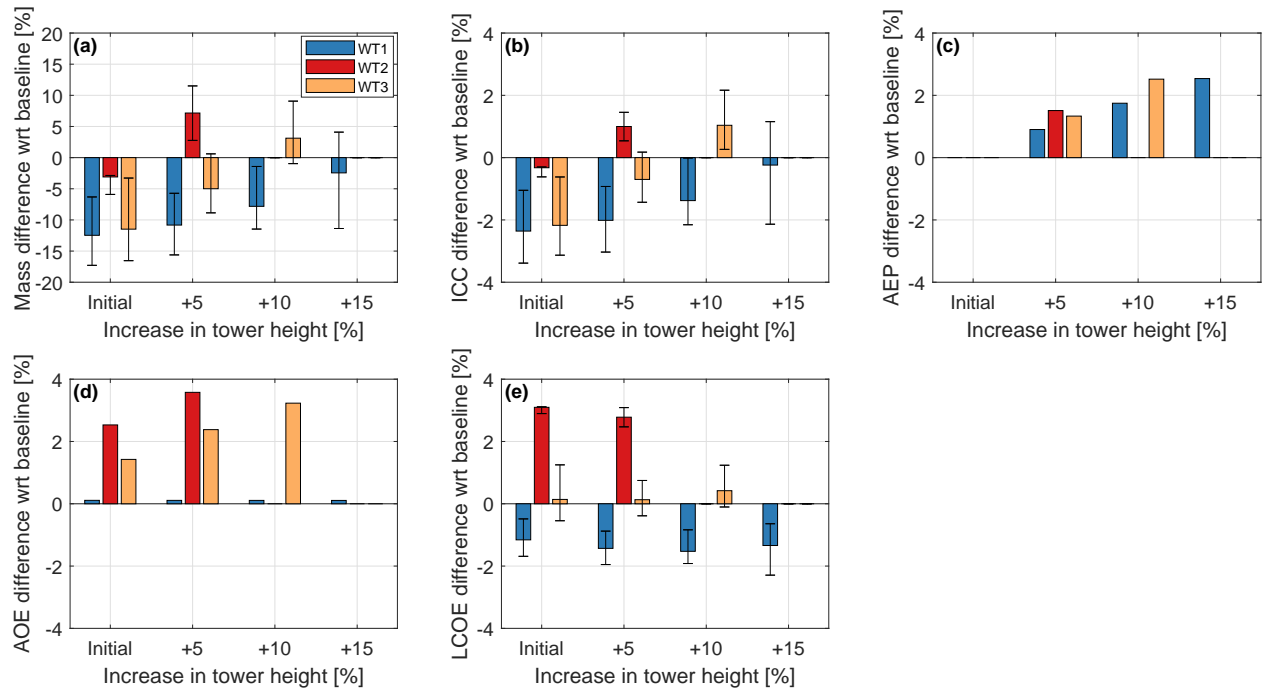 (a)
Mass difference wrt baseline [%]
20
15
10
5
0
-5
-10
-15
-20
WT1
WT2
WT3
Initial +5 +10 +15
Increase in tower height [%]
(b)
ICC difference wrt baseline [%]
4
2
0
-2
-4
Initial +5 +10 +15
Increase in tower height [%]
(c)
AEP difference wrt baseline [%]
4
2
0
-2
-4
Initial +5 +10 +15
Increase in tower height [%]
(d)
AOE difference wrt baseline [%]
4
2
0
-2
-4
Initial +5 +10 +15
Increase in tower height [%]
(e)
LCOE difference wrt baseline [%]
4
2
0
-2
-4
Initial +5 +10 +15
Increase in tower height [%]